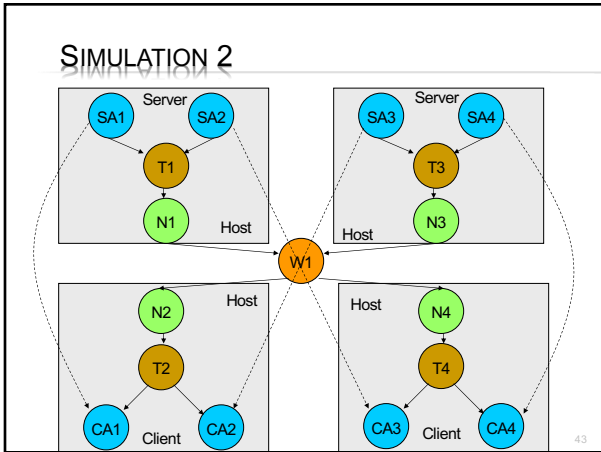 SIMULATION 2
Server
Server
SA1
SA2
SA3
SA4
T1
T3
N1
N3
Host
Host
W1
N2
Host
Host
N4
T2
T4
CA1
Client
CA2
CA3
Client
CA4
43